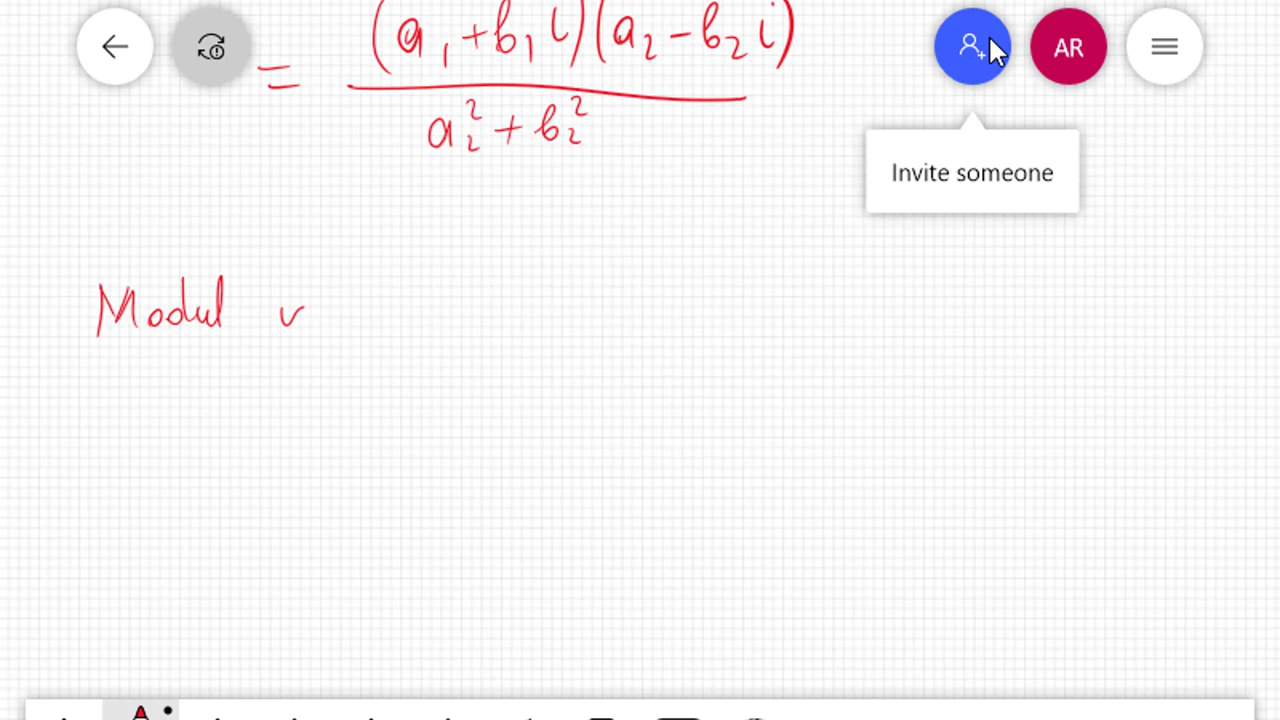 = (a₁+b₁i)(a₂-b₂i)
a₂²+b₂²
AR
Invite someone
Modul v